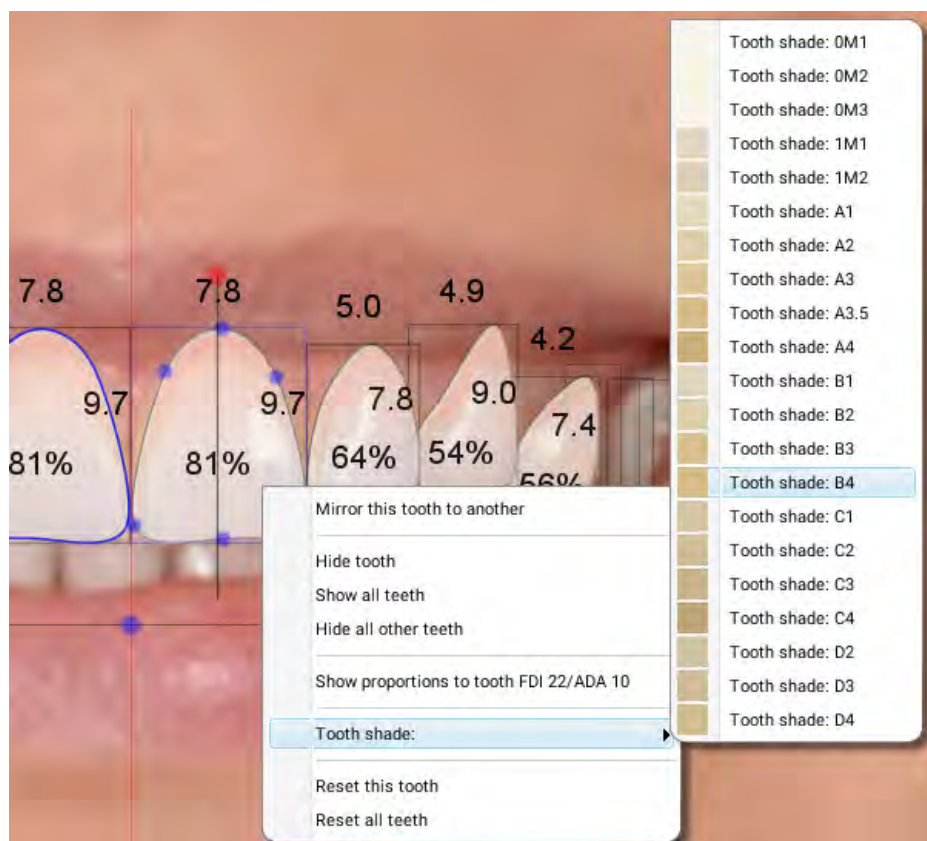 7.8
7.8
5.0
4.9
4.2
9.7
9.7
7.8
9.0
7.4
81%
81%
64%
54%
56%
Mirror this tooth to another
Hide tooth
Show all teeth
Hide all other teeth
Show proportions to tooth FDI 22/ADA 10
Tooth shade:
Reset this tooth
Reset all teeth
Tooth shade: 0M1
Tooth shade: 0M2
Tooth shade: 0M3
Tooth shade: 1M1
Tooth shade: 1M2
Tooth shade: A1
Tooth shade: A2
Tooth shade: A3
Tooth shade: A3.5
Tooth shade: A4
Tooth shade: B1
Tooth shade: B2
Tooth shade: B3
Tooth shade: B4
Tooth shade: C1
Tooth shade: C2
Tooth shade: C3
Tooth shade: C4
Tooth shade: D2
Tooth shade: D3
Tooth shade: D4